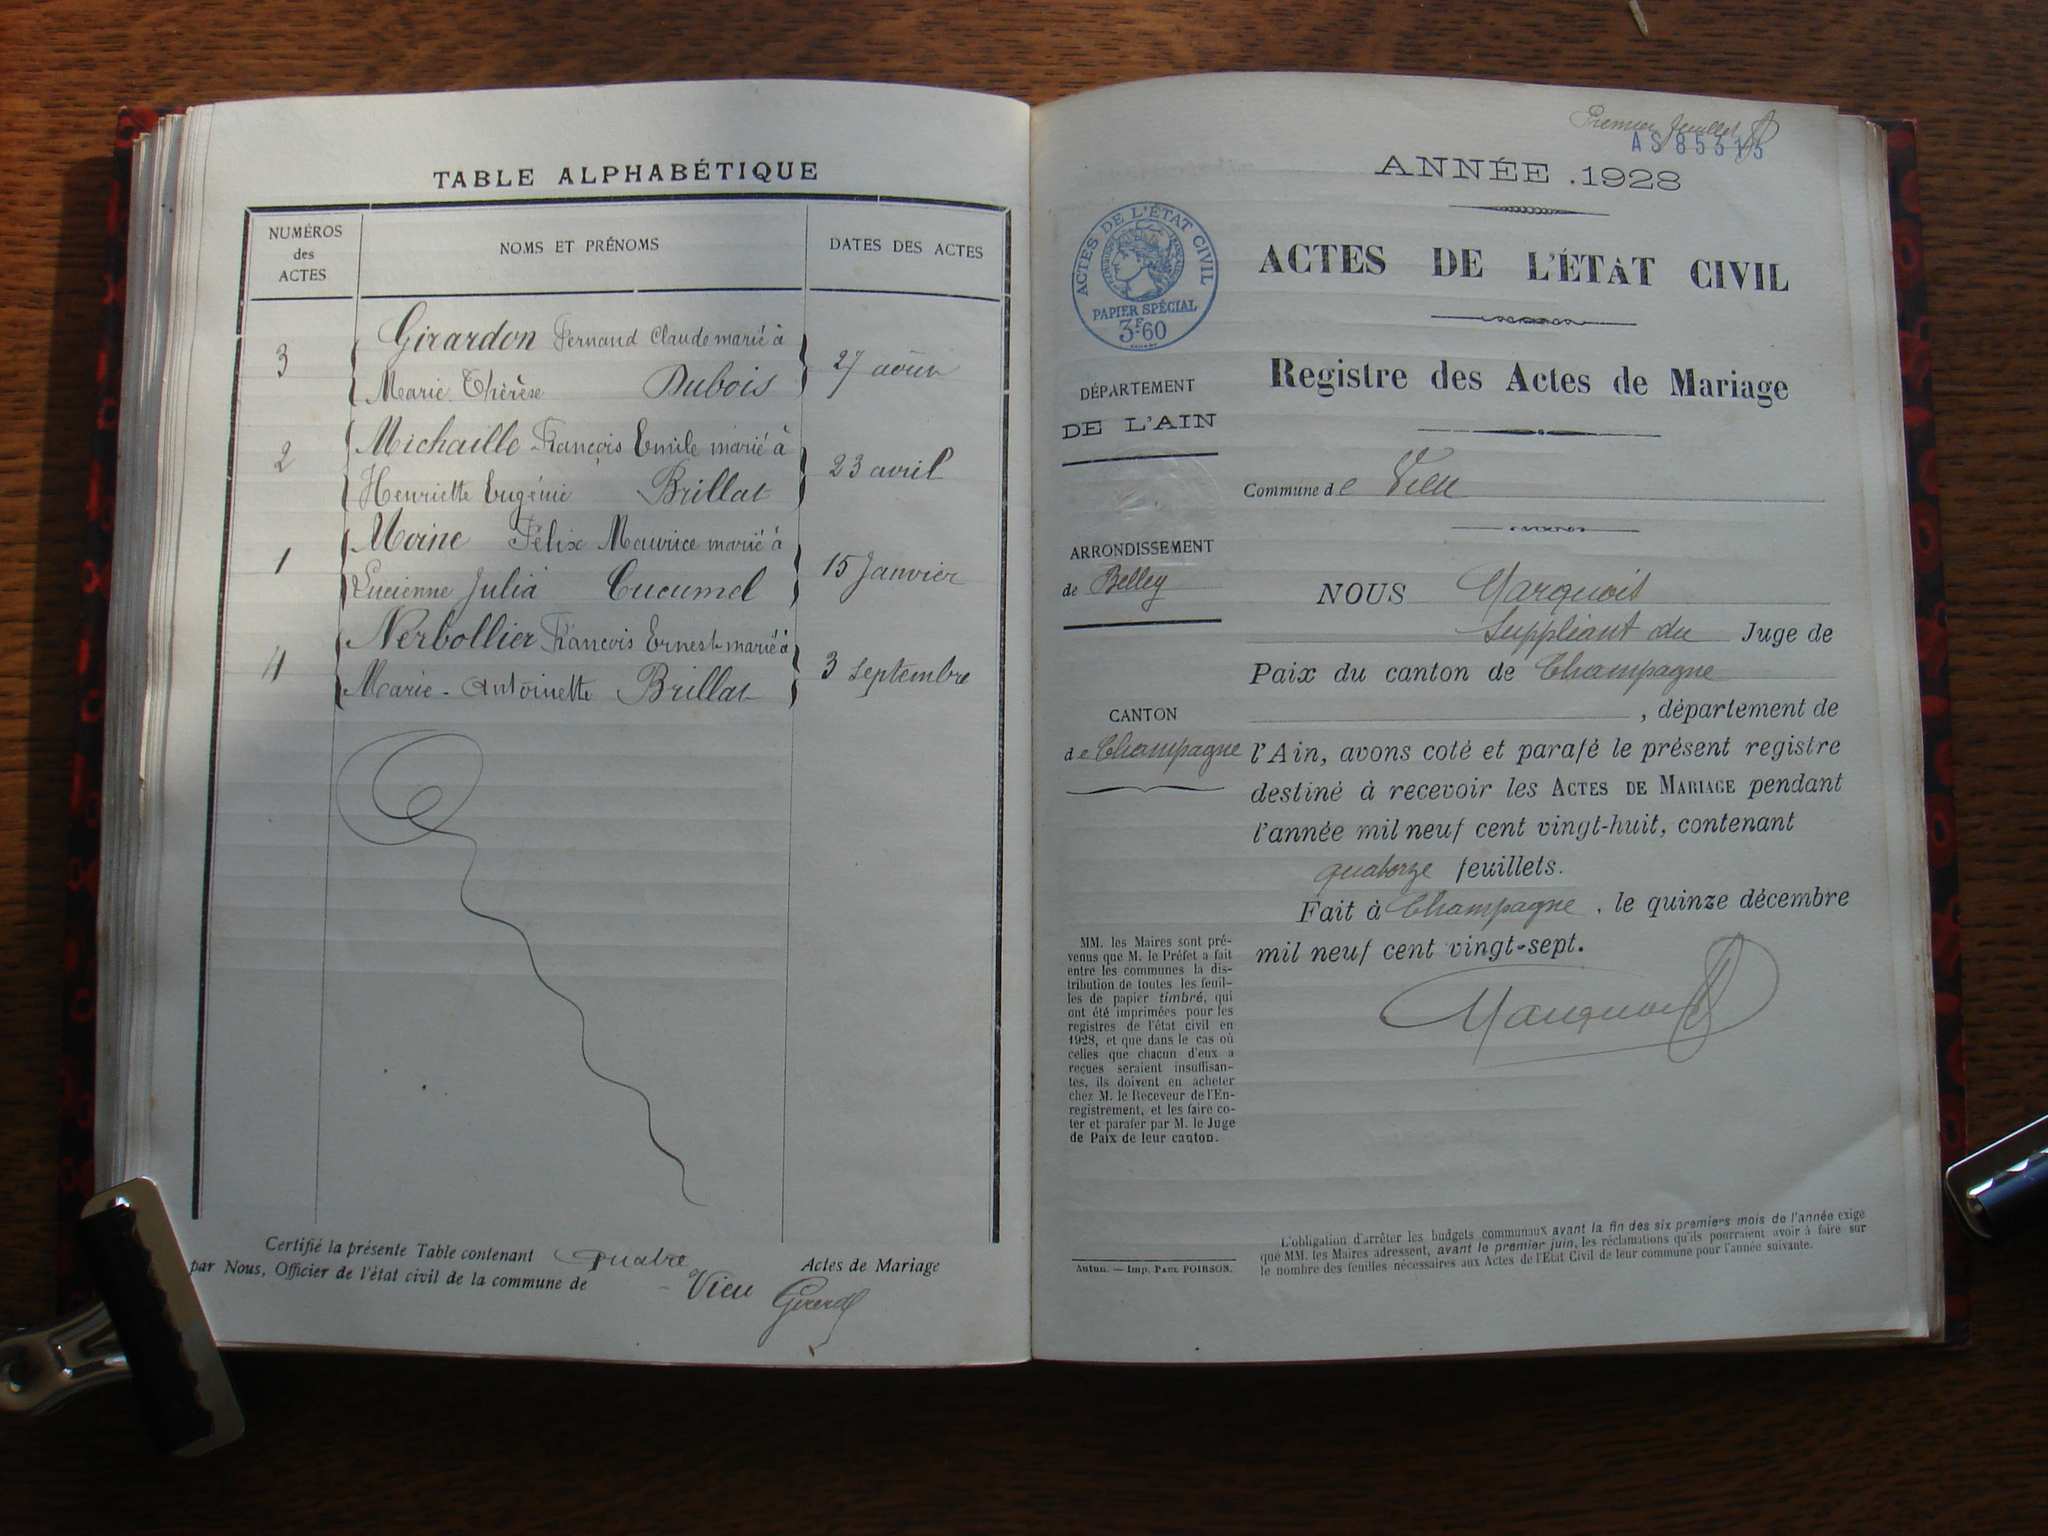 TABLE ALPHABÉTIQUE
NUMÉROS
des
ACTES
NOMS ET PRÉNOMS
DATES DES ACTES
3
Girardon Fernand Claude marié à
Marie Thérèse Dubois
27 août
2
Michaille François Emile marié à
Henriette Eugénie Brillat
23 avril
1
Moine Félix Maurice marié à
Lucienne Julia Cucumel
15 Janvier
4
Nerbollier François Ernest marié à
Marie-Antoinette Brillat
3 septembre
Certifié la présente Table contenant quatre Actes de Mariage
par Nous, Officier de l'état civil de la commune de Vieu
Premier feuillet
AS 85313
ANNÉE 1928
ACTES DE L'ÉTAT CIVIL
PAPIER SPÉCIAL
3F.60
ACTES DE L'ÉTAT CIVIL
Registre des Actes de Mariage
DÉPARTEMENT
DE L'AIN
Commune de Vieu
ARRONDISSEMENT
de Belley
CANTON
de Champagne
NOUS Marquois
Suppléant du Juge de
Paix du canton de Champagne
, département de
l'Ain, avons coté et parafé le présent registre
destiné à recevoir les ACTES DE MARIAGE pendant
l'année mil neuf cent vingt-huit, contenant
quatorze feuillets.
Fait à Champagne, le quinze décembre
mil neuf cent vingt-sept.
Marquois
MM. les Maires sont pré-
venus que M. le Préfet a fait
entre les communes la dis-
tribution de toutes les feuil-
les de papier timbré, qui
ont été imprimées pour les
registres de l'état civil en
1928, et que dans le cas où
celles que chacun d'eux a
reçues seraient insuffisan-
tes, ils doivent en acheter
chez M. le Receveur de l'En-
registrement, et les faire co-
ter et parafer par M. le Juge
de Paix de leur canton.
Autun. — Imp. PAUL POIRSON.
L'obligation d'arrêter les budgets communaux avant la fin des six premiers mois de l'année exige
que MM. les Maires adressent, avant le premier juin, les réclamations qu'ils pourraient avoir à faire sur
le nombre des feuilles nécessaires aux Actes de l'État Civil de leur commune pour l'année suivante.